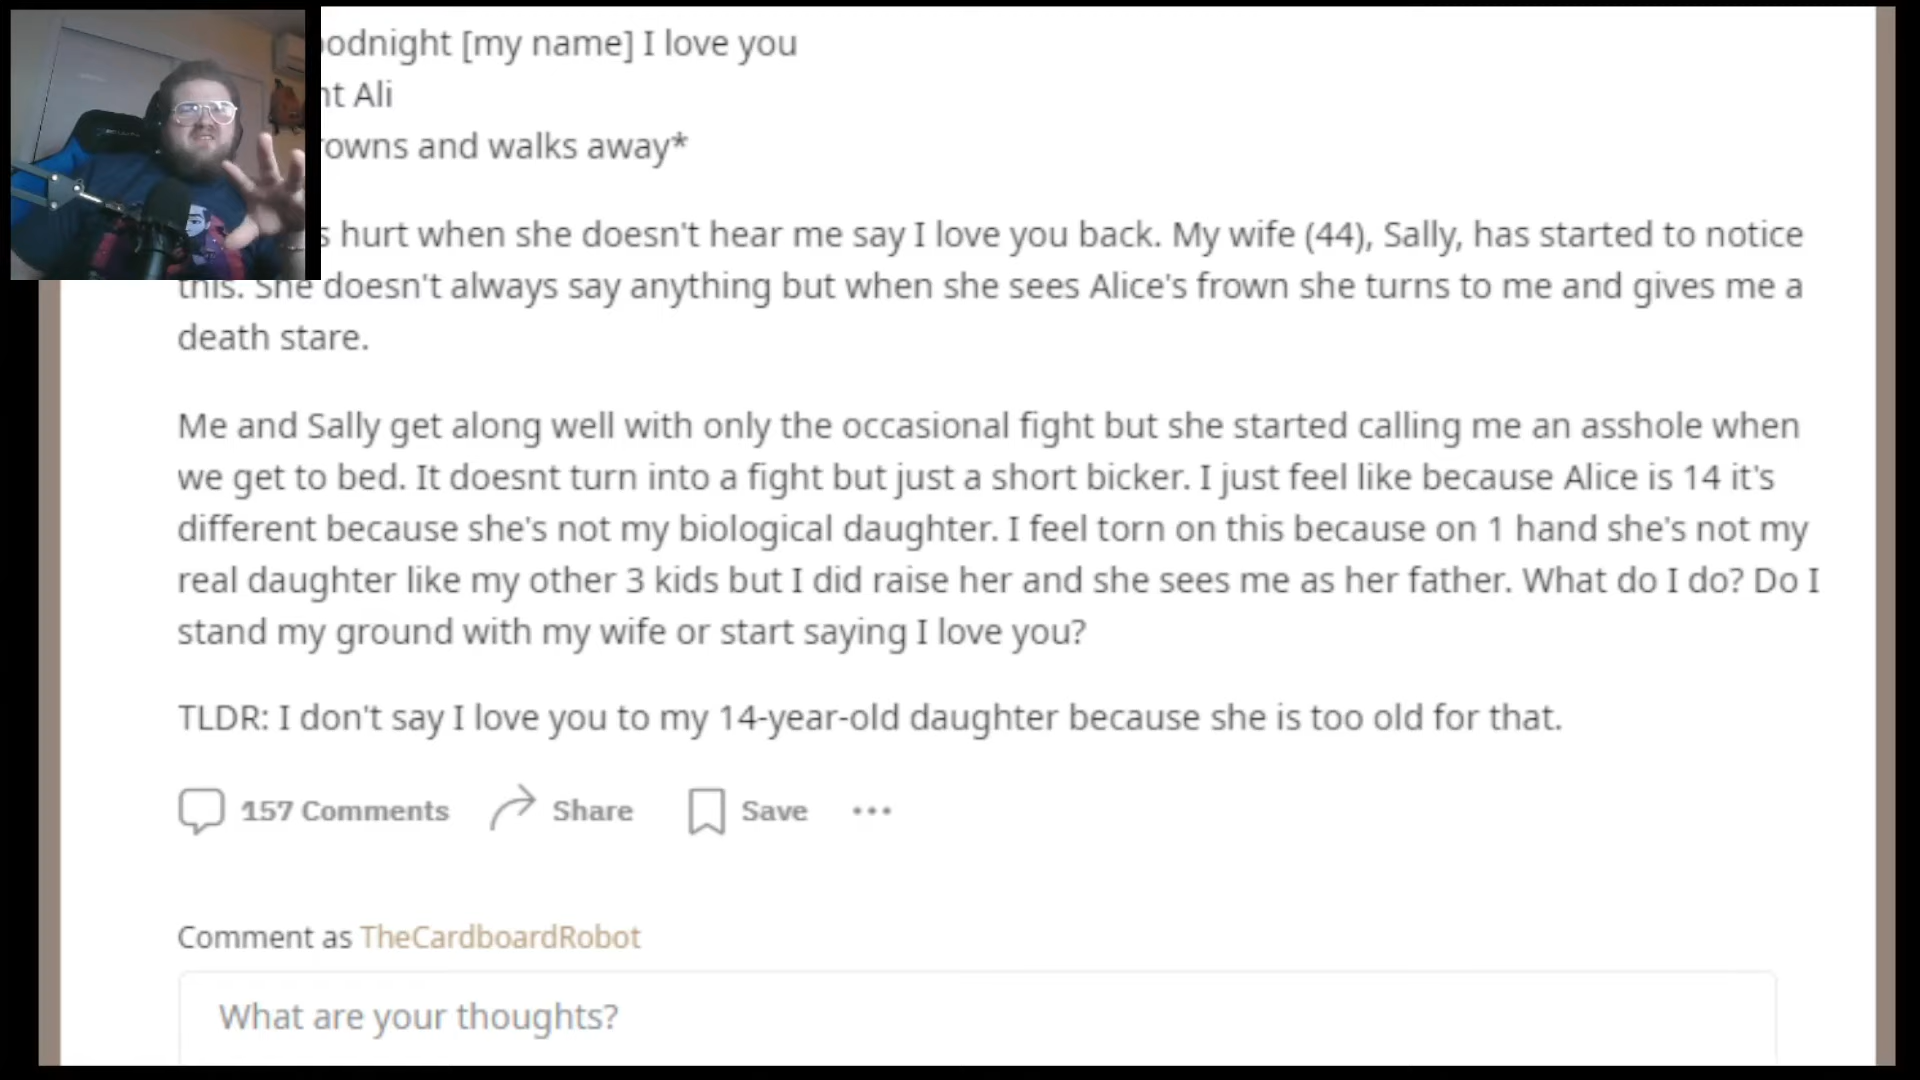 [my name] I love you
Ali
and walks away*
hurt when she doesn't hear me say I love you back. My wife (44), Sally, has started to notice
this. She doesn't always say anything but when she sees Alice's frown she turns to me and gives me a
death stare.
Me and Sally get along well with only the occasional fight but she started calling me an asshole when
we get to bed. It doesnt turn into a fight but just a short bicker. I just feel like because Alice is 14 it's
different because she's not my biological daughter. I feel torn on this because on 1 hand she's not my
real daughter like my other 3 kids but I did raise her and she sees me as her father. What do I do? Do I
stand my ground with my wife or start saying I love you?
TLDR: I don't say I love you to my 14-year-old daughter because she is too old for that.
157 Comments Share Save ...
Comment as TheCardboardRobot
What are your thoughts?